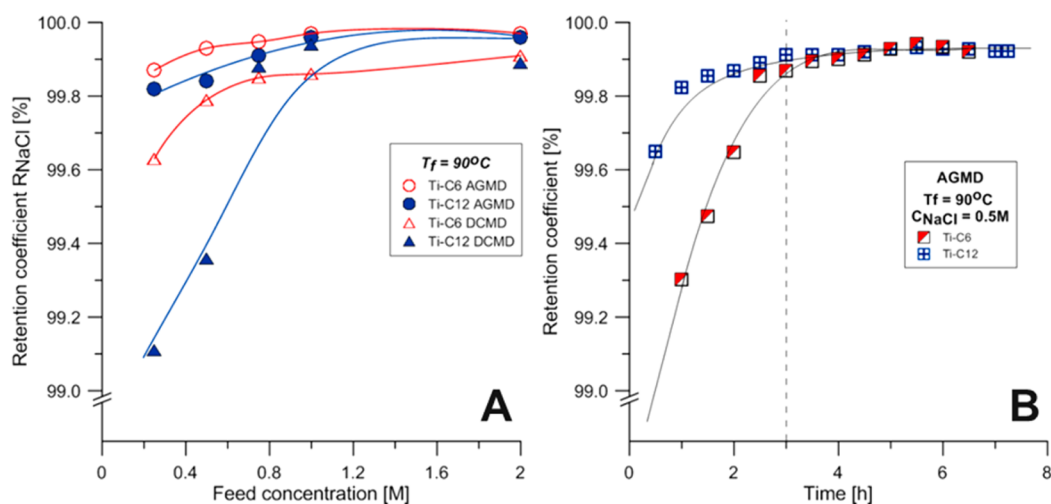 100.0
99.8
99.6
99.4
99.2
99.0
Retention coefficient RNaCl [%]
Tf = 90OC
Ti-C6 AGMD
Ti-C12 AGMD
Ti-C6 DCMD
Ti-C12 DCMD
A
0
0.4
0.8
1.2
1.6
2
Feed concentration [M]
100.0
99.8
99.6
99.4
99.2
99.0
Retention coefficient [%]
AGMD
Tf = 90OC
CNaCl = 0.5M
Ti-C6
Ti-C12
B
0
2
4
6
8
Time [h]